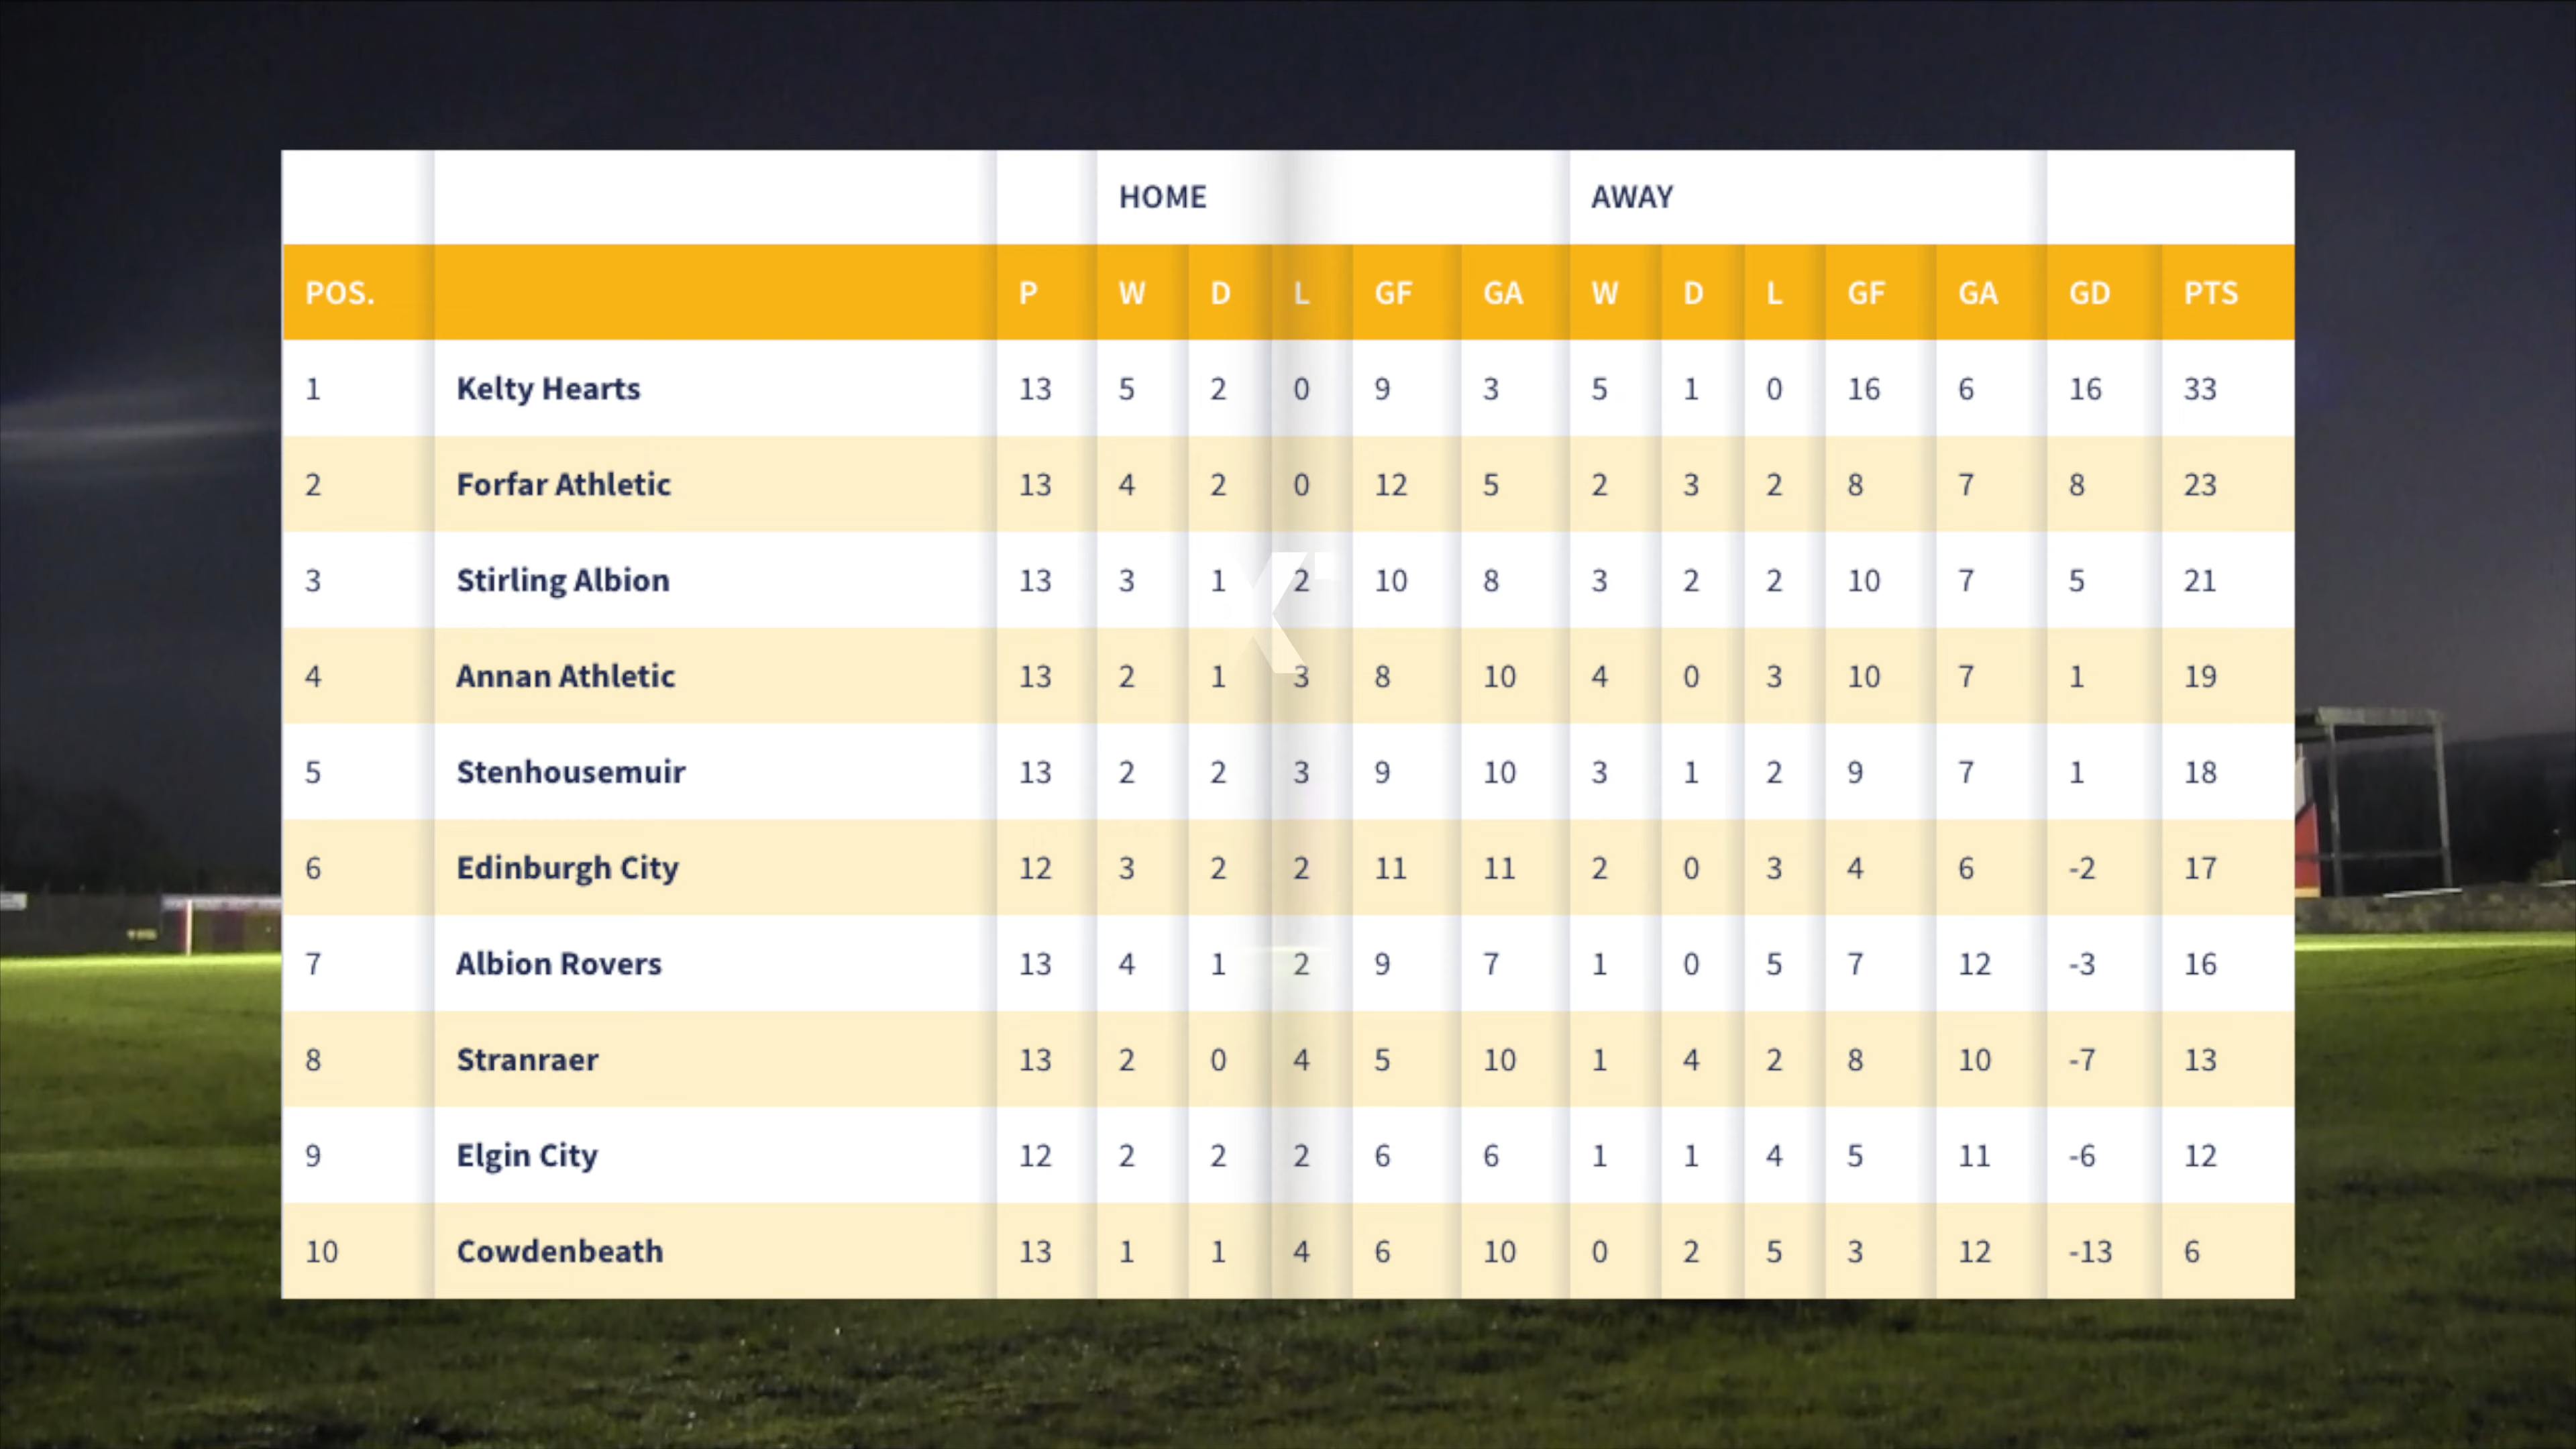 HOME AWAY
POS. P W D L GF GA W D L GF GA GD PTS
1 Kelty Hearts 13 5 2 0 9 3 5 1 0 16 6 16 33
2 Forfar Athletic 13 4 2 0 12 5 2 3 2 8 7 8 23
3 Stirling Albion 13 3 1 2 10 8 3 2 2 10 7 5 21
4 Annan Athletic 13 2 1 3 8 10 4 0 3 10 7 1 19
5 Stenhousemuir 13 2 2 3 9 10 3 1 2 9 7 1 18
6 Edinburgh City 12 3 2 2 11 11 2 0 3 4 6 -2 17
7 Albion Rovers 13 4 1 2 9 7 1 0 5 7 12 -3 16
8 Stranraer 13 2 0 4 5 10 1 4 2 8 10 -7 13
9 Elgin City 12 2 2 2 6 6 1 1 4 5 11 -6 12
10 Cowdenbeath 13 1 1 4 6 10 0 2 5 3 12 -13 6